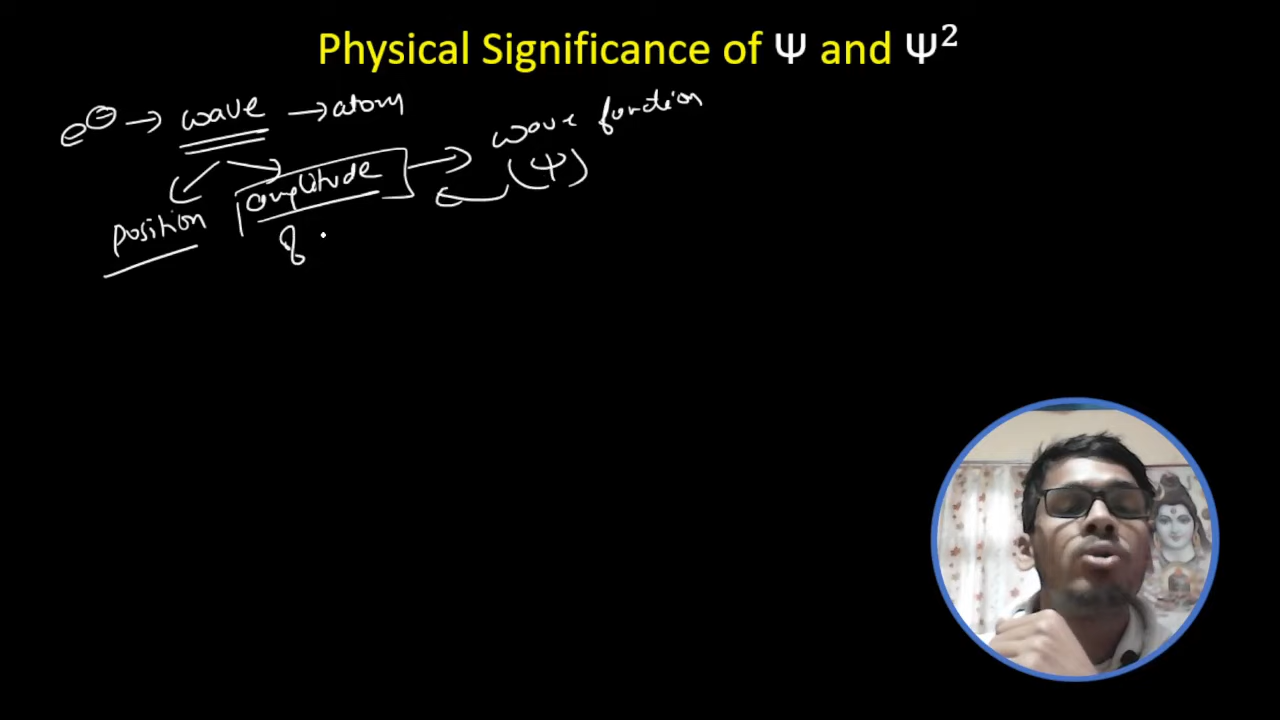 Physical Significance of Ψ and Ψ²
e⊖ → wave → atom
position amplitude → wave function
(Ψ)